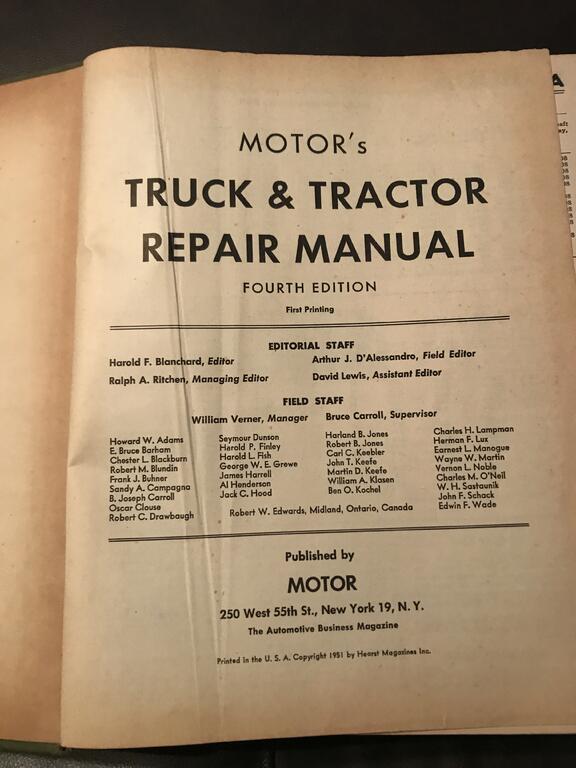 MOTOR's
TRUCK & TRACTOR
REPAIR MANUAL
FOURTH EDITION
First Printing
EDITORIAL STAFF
Harold F. Blanchard, Editor
Arthur J. D'Alessandro, Field Editor
Ralph A. Ritchen, Managing Editor
David Lewis, Assistant Editor
FIELD STAFF
William Verner, Manager
Bruce Carroll, Supervisor
Howard W. Adams
E. Bruce Barham
Chester L. Blackburn
Robert M. Blundin
Frank J. Buhner
Sandy A. Campagna
B. Joseph Carroll
Oscar Clouse
Robert C. Drawbaugh
Seymour Dunson
Harold P. Finley
Harold L. Fish
George W. E. Grewe
James Harrell
Al Henderson
Jack C. Hood
Harland B. Jones
Robert B. Jones
Carl C. Keebler
John T. Keefe
Martin D. Keefe
William A. Klasen
Ben O. Kochel
Charles H. Lampman
Herman F. Lux
Earnest L. Manogue
Wayne W. Martin
Vernon L. Noble
Charles M. O'Neil
W. H. Sastaunik
John F. Schack
Edwin F. Wade
Robert W. Edwards, Midland, Ontario, Canada
Published by
MOTOR
250 West 55th St., New York 19, N. Y.
The Automotive Business Magazine
Printed in the U. S. A. Copyright 1951 by Hearst Magazines Inc.